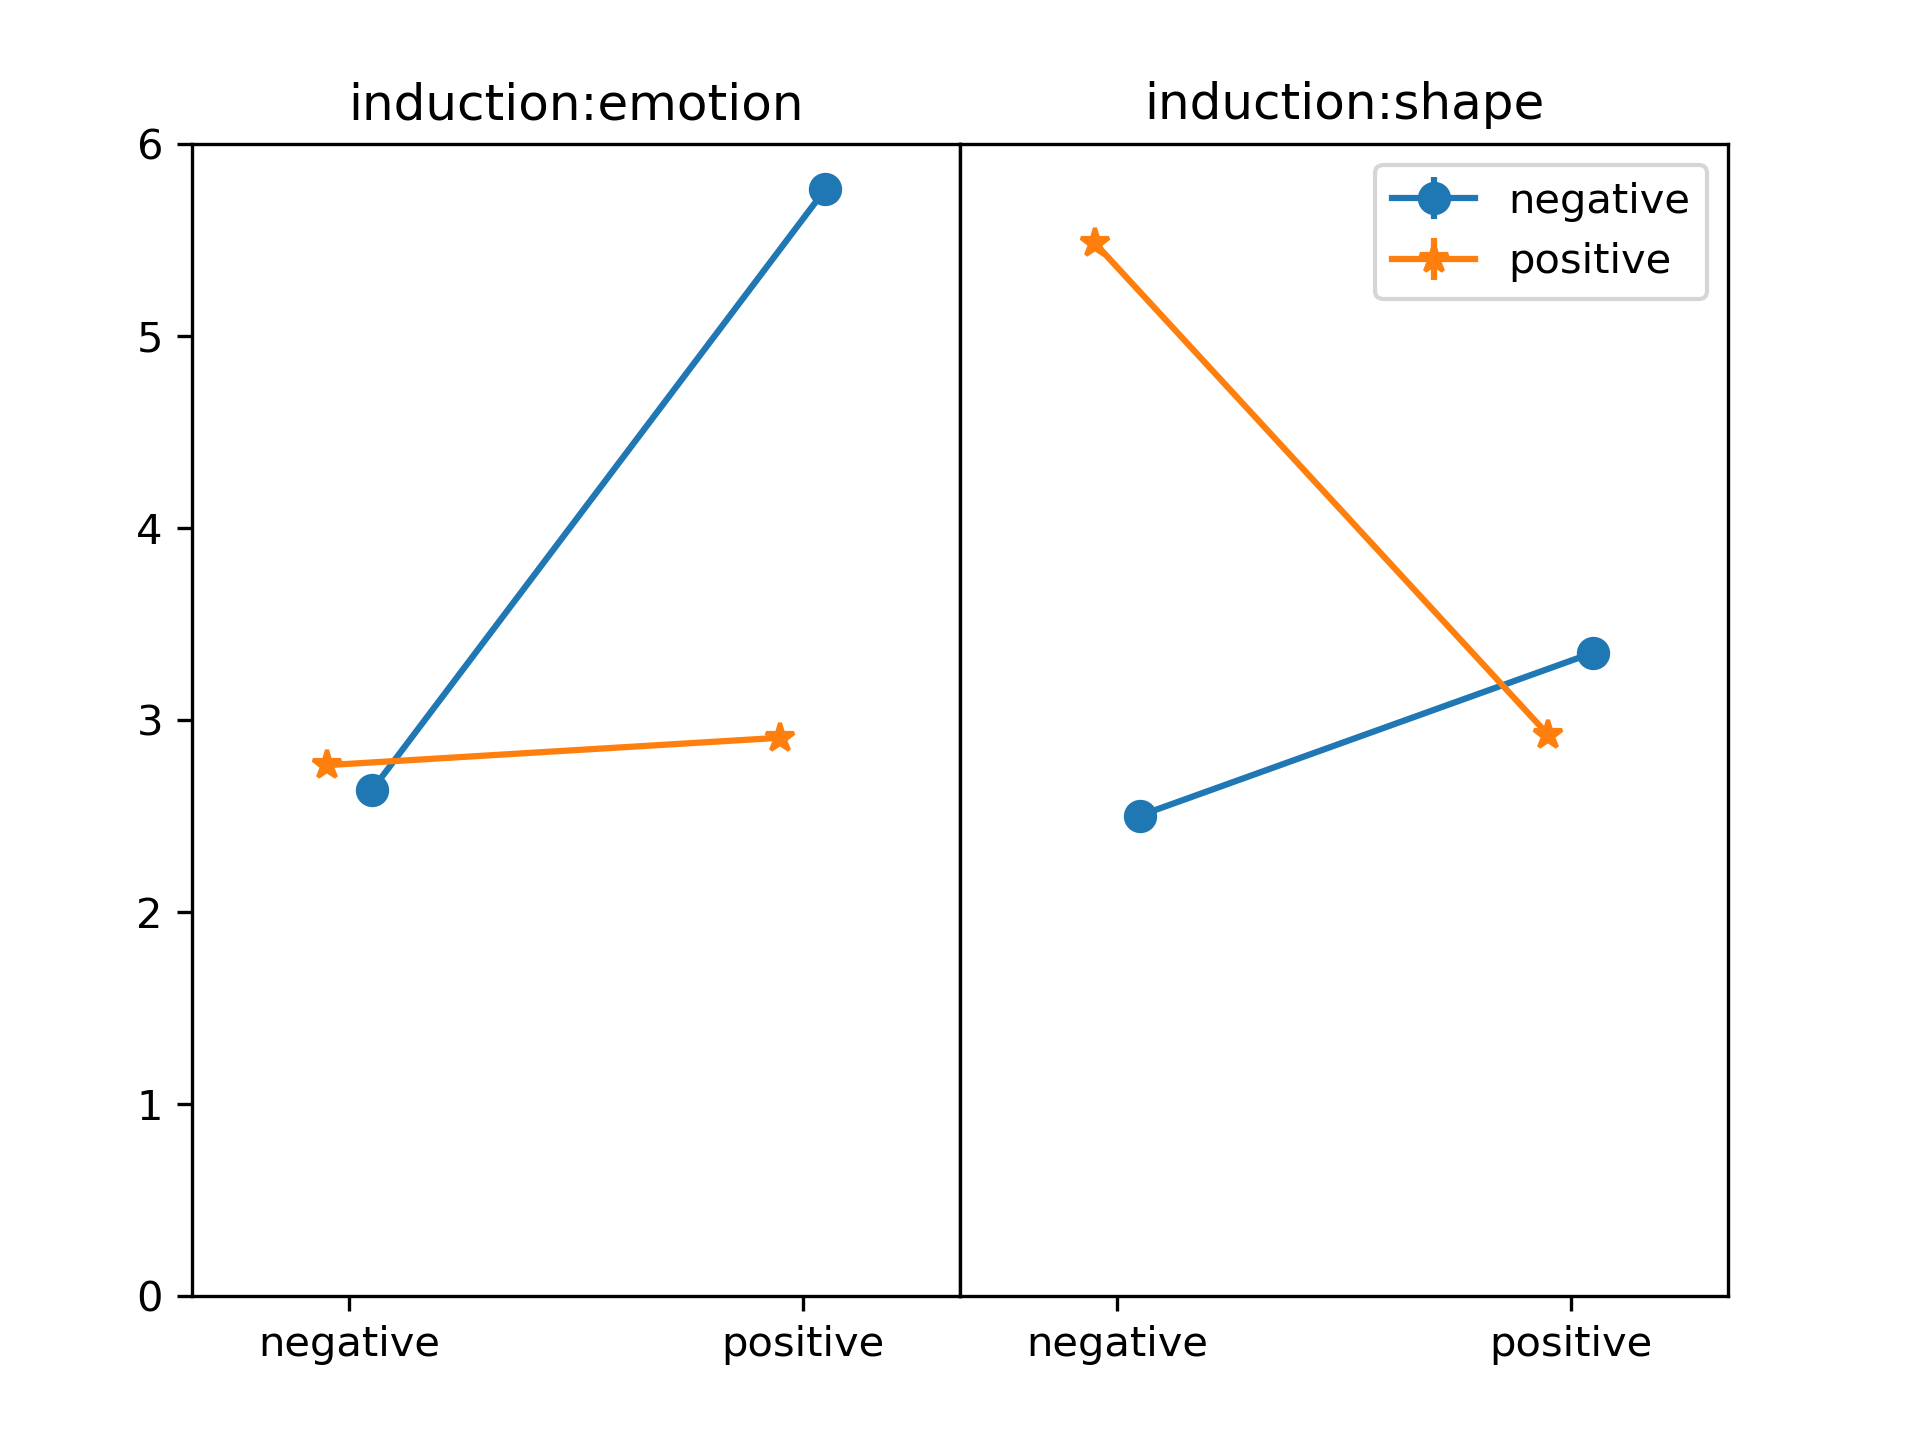 induction:emotion
induction:shape
negative
positive
6
5
4
3
2
1
0
negative
positive
negative
positive